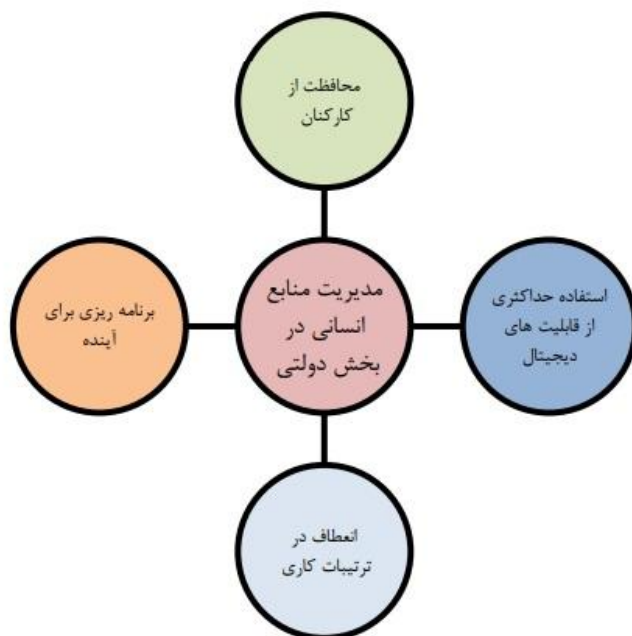 محافظت از
کارکنان
استفاده حداکثری
از قابلیت های
دیجیتال
مدیریت منابع
انسانی در
بخش دولتی
برنامه ریزی برای
آینده
انعطاف در
ترتیبات کاری